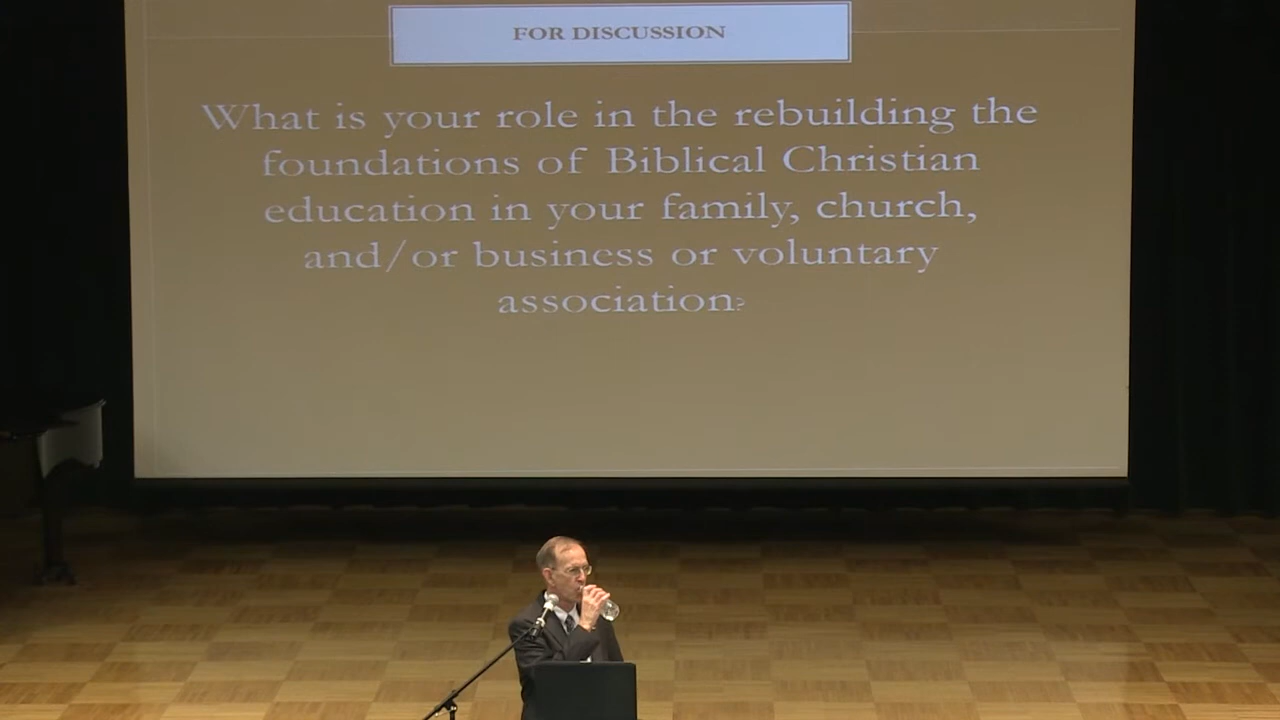 FOR DISCUSSION
What is your role in the rebuilding the
foundations of Biblical Christian
education in your family, church,
and/or business or voluntary
association?